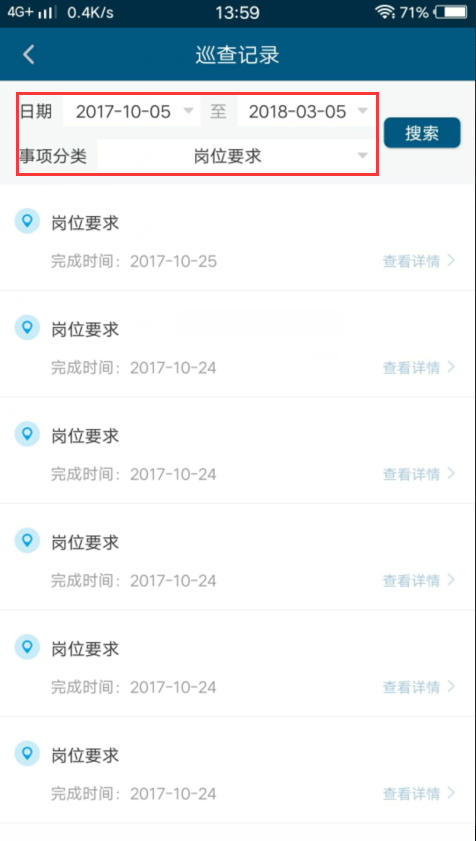 4G+ 0.4K/s 13:59 71%
巡查记录
日期 2017-10-05 至 2018-03-05
搜索
事项分类 岗位要求
岗位要求
完成时间：2017-10-25 查看详情
岗位要求
完成时间：2017-10-24 查看详情
岗位要求
完成时间：2017-10-24 查看详情
岗位要求
完成时间：2017-10-24 查看详情
岗位要求
完成时间：2017-10-24 查看详情
岗位要求
完成时间：2017-10-24 查看详情